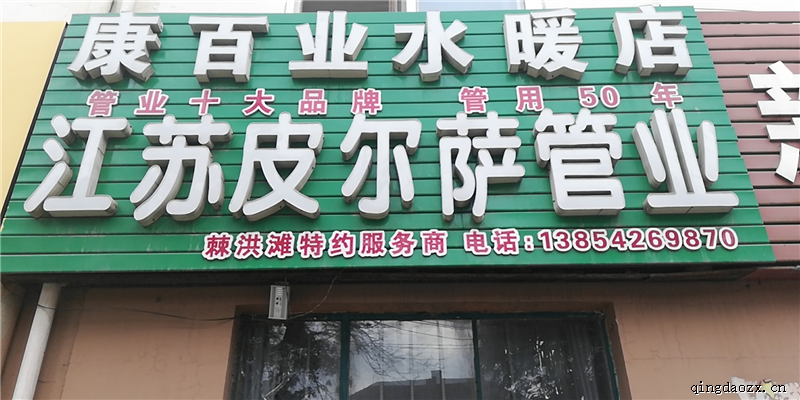 康百业水暖店
管业十大品牌 管用50年
江苏皮尔萨管业
棘洪滩特约服务商 电话:13854269870
qingdaozx.cn